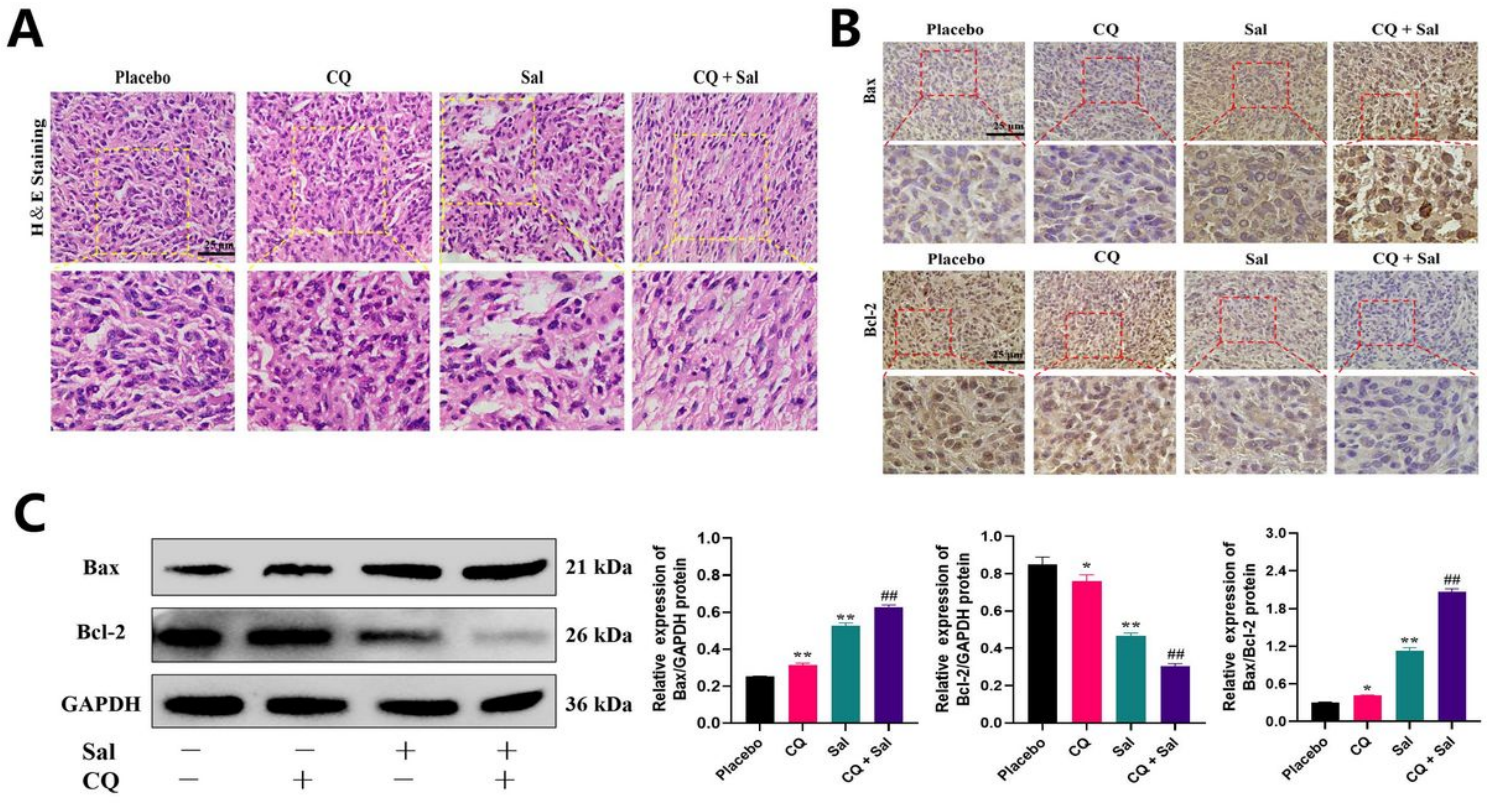 A
Placebo CQ Sal CQ + Sal
H & E Staining
25 μm
B
Placebo CQ Sal CQ + Sal
Bax
25 μm
Placebo CQ Sal CQ + Sal
Bcl-2
25 μm
C
Bax 21 kDa
Bcl-2 26 kDa
GAPDH 36 kDa
Sal — — + +
CQ — + — +
Relative expression of
Bax/GAPDH protein
1.0
0.8
0.6
0.4
0.2
0.0
** ** ##
Placebo CQ Sal CQ + Sal
Relative expression of
Bcl-2/GAPDH protein
1.0
0.8
0.6
0.4
0.2
0.0
* ** ##
Placebo CQ Sal CQ + Sal
Relative expression of
Bax/Bcl-2 protein
3.0
2.4
1.8
1.2
0.6
0.0
* ** ##
Placebo CQ Sal CQ + Sal